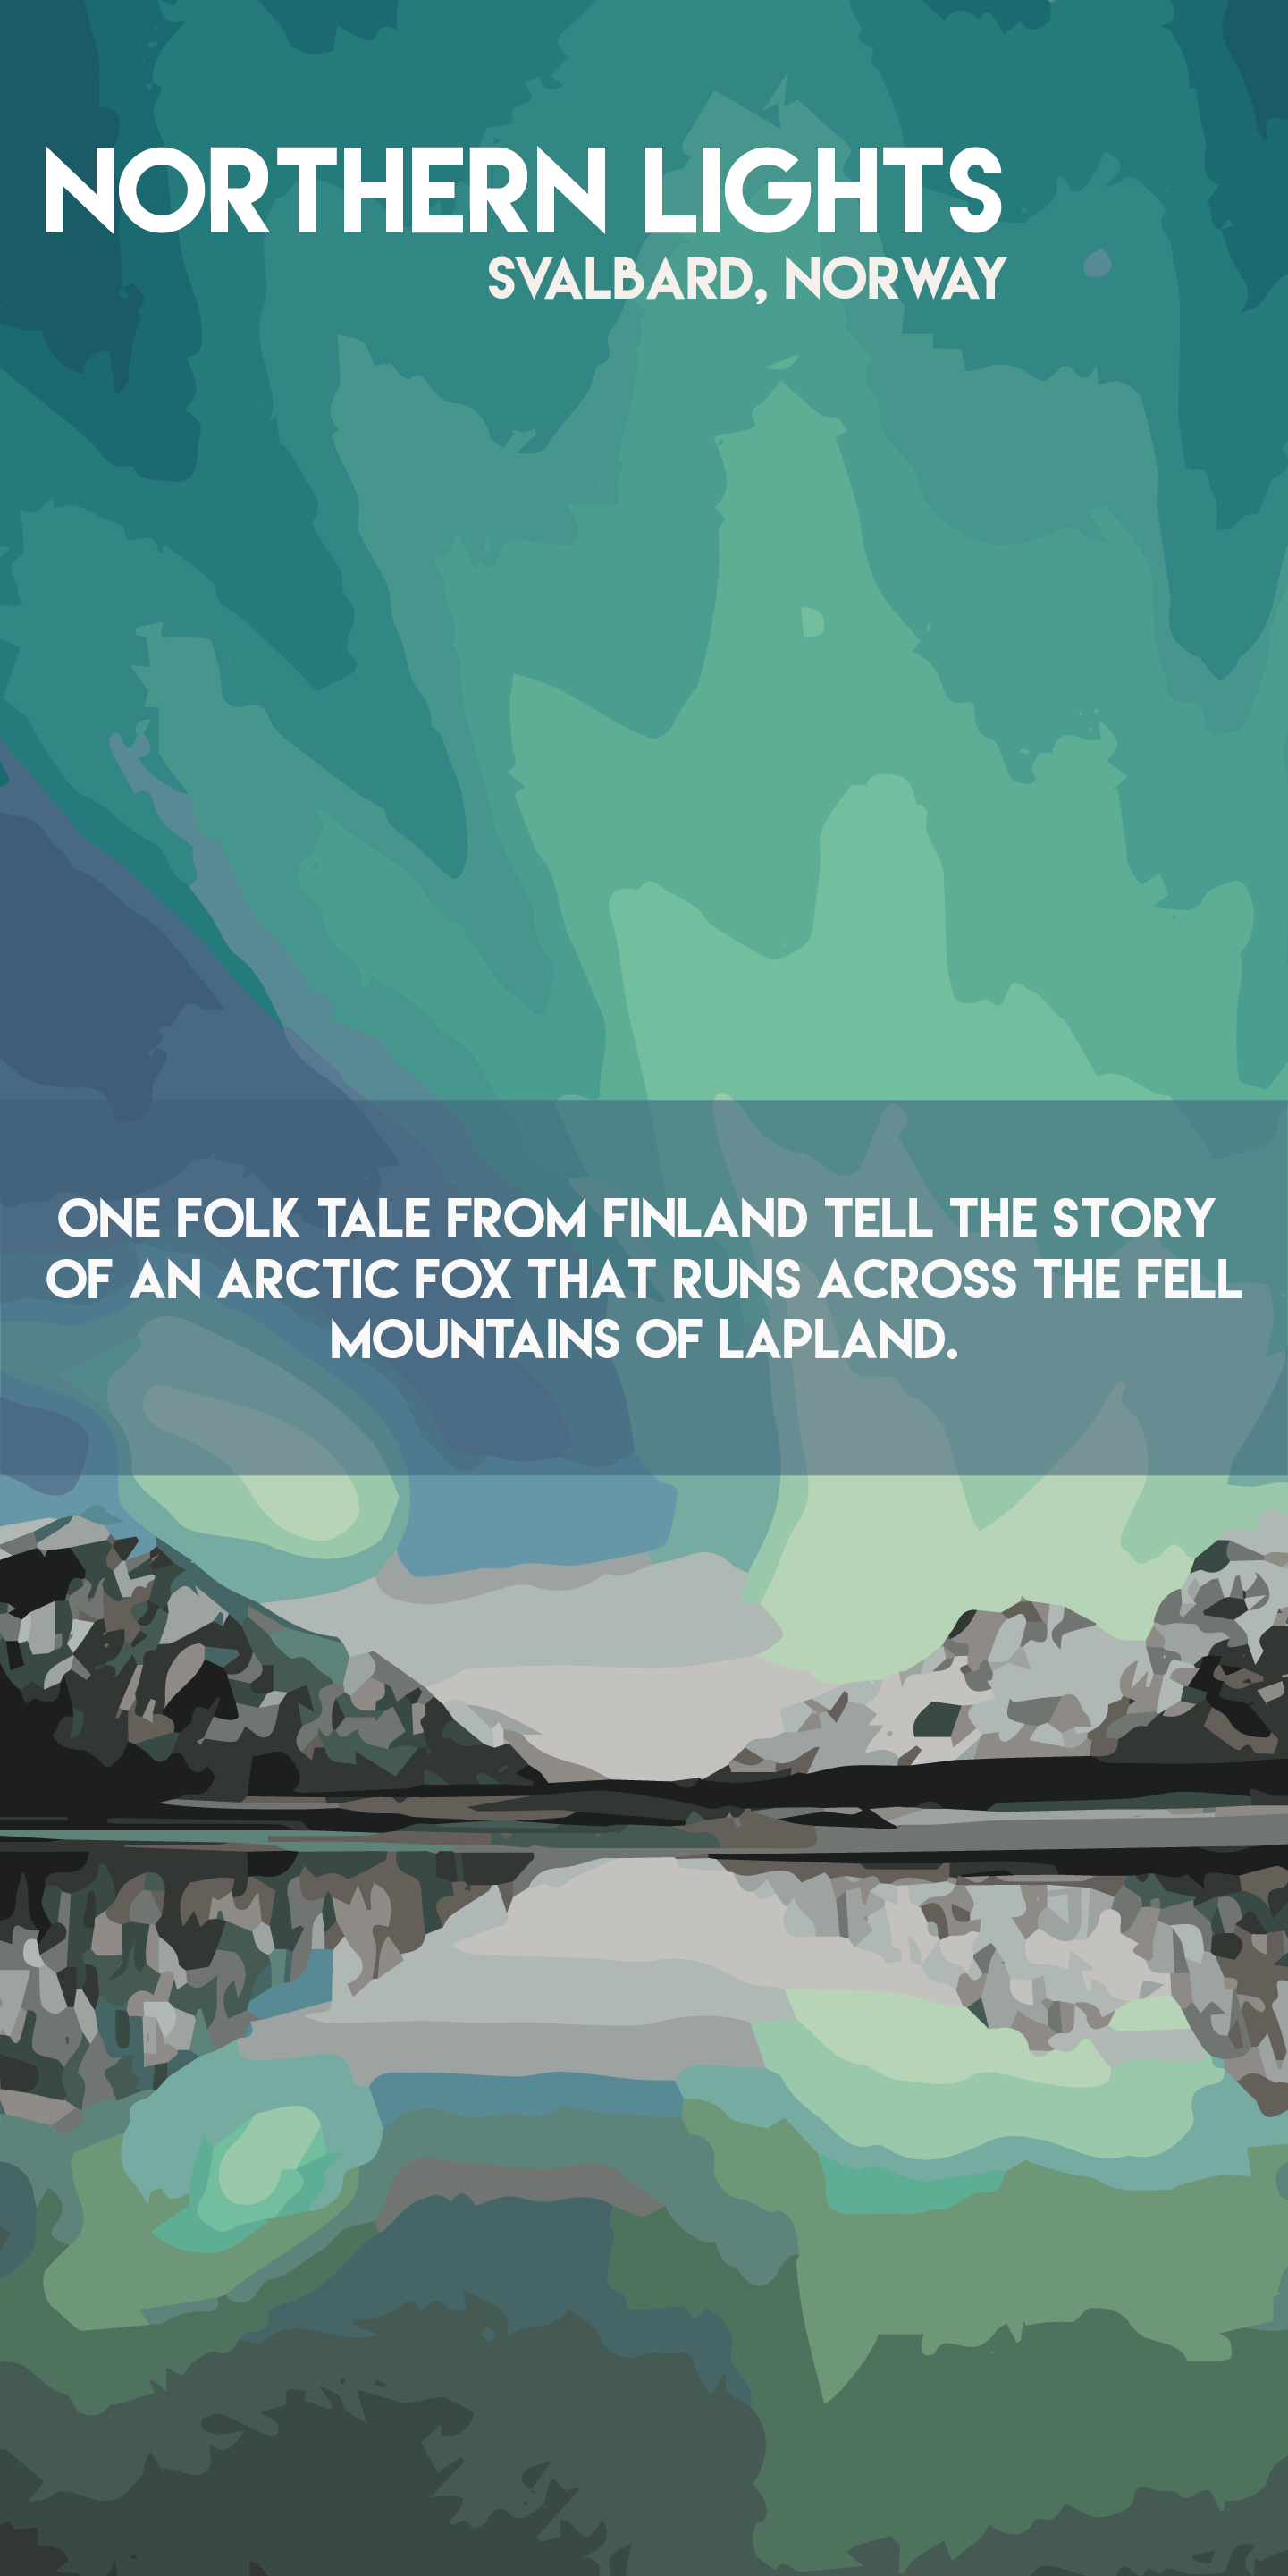 NORTHERN LIGHTS
SVALBARD, NORWAY
ONE FOLK TALE FROM FINLAND TELL THE STORY
OF AN ARCTIC FOX THAT RUNS ACROSS THE FELL
MOUNTAINS OF LAPLAND.